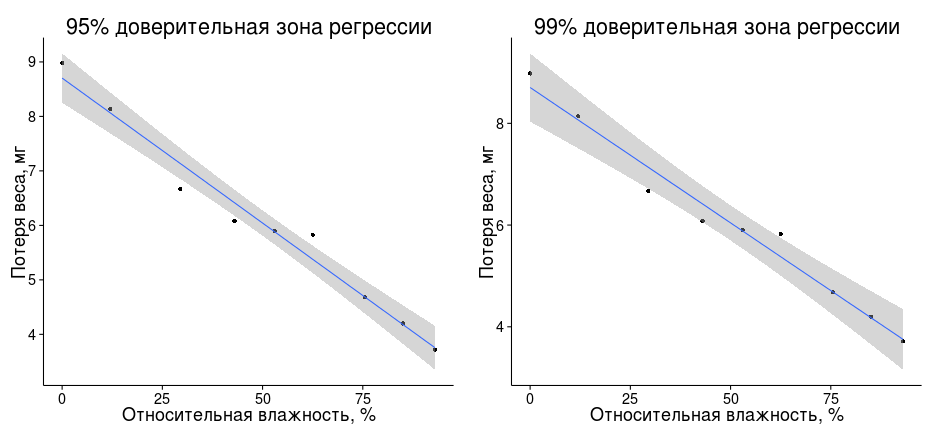 95% доверительная зона регрессии
99% доверительная зона регрессии
Потеря веса, мг
9
8
7
6
5
4
0
25
50
75
Относительная влажность, %
Потеря веса, мг
8
6
4
0
25
50
75
Относительная влажность, %